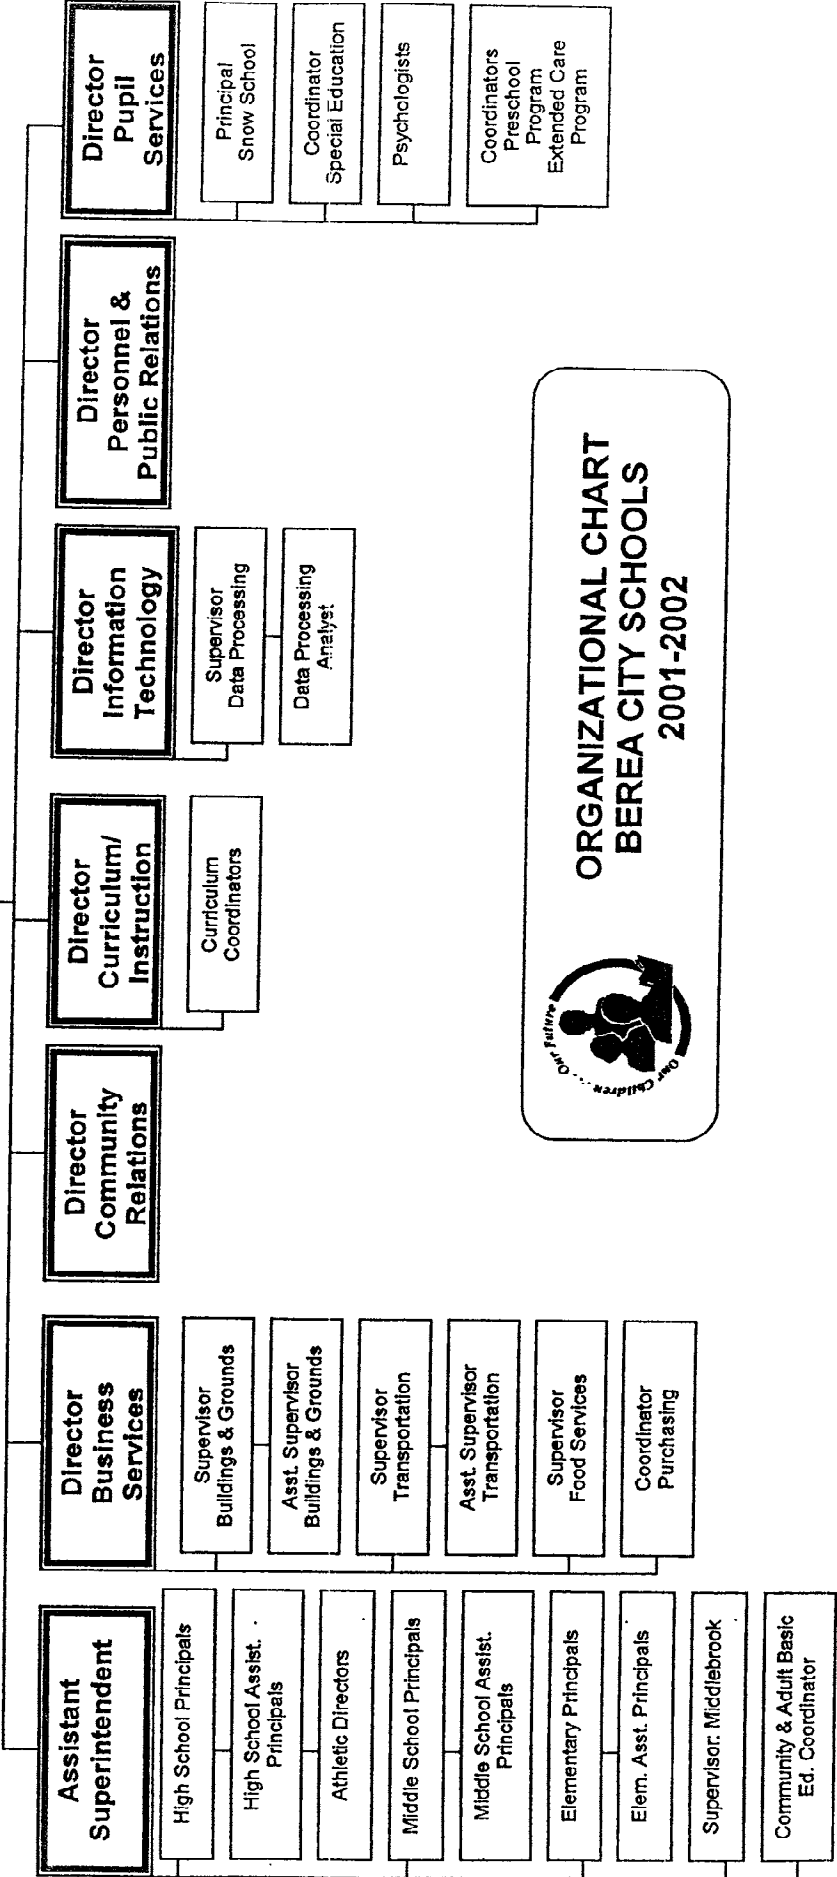 Assistant
Superintendent
High School Principals
High School Assist.
Principals
Athletic Directors
Middle School Principals
Middle School Assist.
Principals
Elementary Principals
Elem. Asst. Principals
Supervisor: Middlebrook
Community & Adult Basic
Ed. Coordinator
Director
Business
Services
Supervisor
Buildings & Grounds
Asst. Supervisor
Buildings & Grounds
Supervisor
Transportation
Asst. Supervisor
Transportation
Supervisor
Food Services
Coordinator
Purchasing
Director
Community
Relations
Director
Curriculum/
Instruction
Curriculum
Coordinators
Director
Information
Technology
Supervisor
Data Processing
Data Processing
Analyst
Director
Personnel &
Public Relations
Director
Pupil
Services
Principal
Snow School
Coordinator
Special Education
Psychologists
Coordinators
Preschool
Program
Extended Care
Program
Our Children . . . Our Future
ORGANIZATIONAL CHART
BEREA CITY SCHOOLS
2001-2002